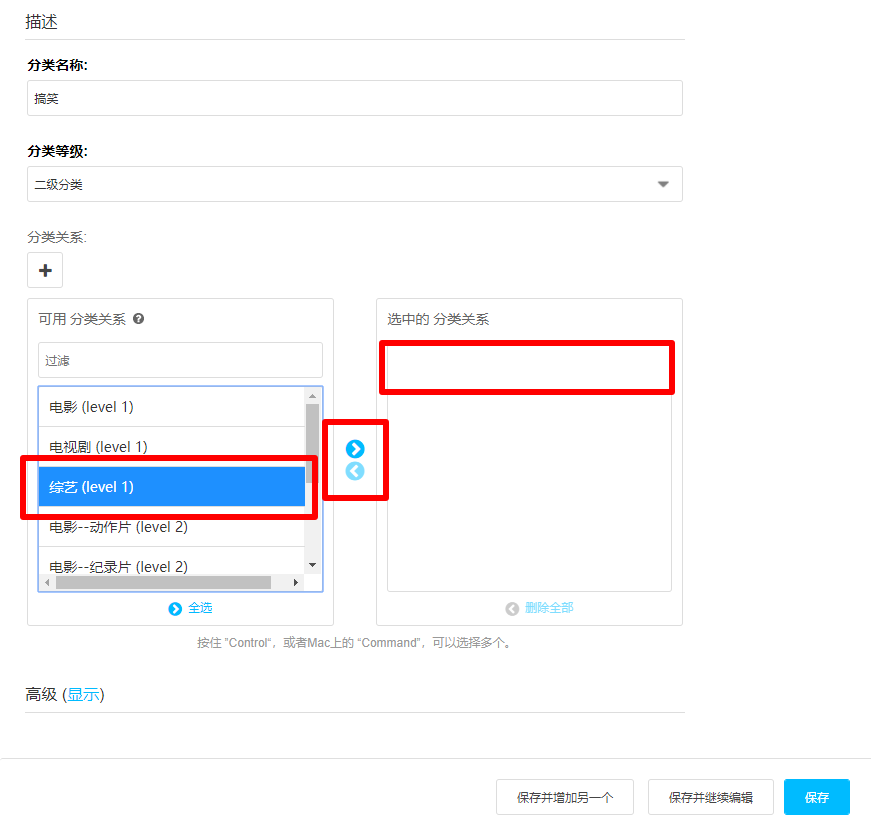 描述
分类名称:
搞笑
分类等级:
二级分类
分类关系:
可用 分类关系
过滤
电影 (level 1)
电视剧 (level 1)
综艺 (level 1)
电影--动作片 (level 2)
电影--纪录片 (level 2)
全选
选中的 分类关系
删除全部
按住 ”Control“，或者Mac上的 “Command”，可以选择多个。
高级 (显示)
保存并增加另一个
保存并继续编辑
保存